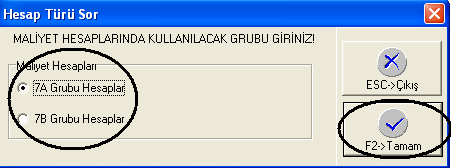 Hesap Türü Sor
MALİYET HESAPLARINDA KULLANILACAK GRUBU GİRİNİZ!
Maliyet Hesapları
7A Grubu Hesaplar
7B Grubu Hesaplar
ESC->Çıkış
F2->Tamam